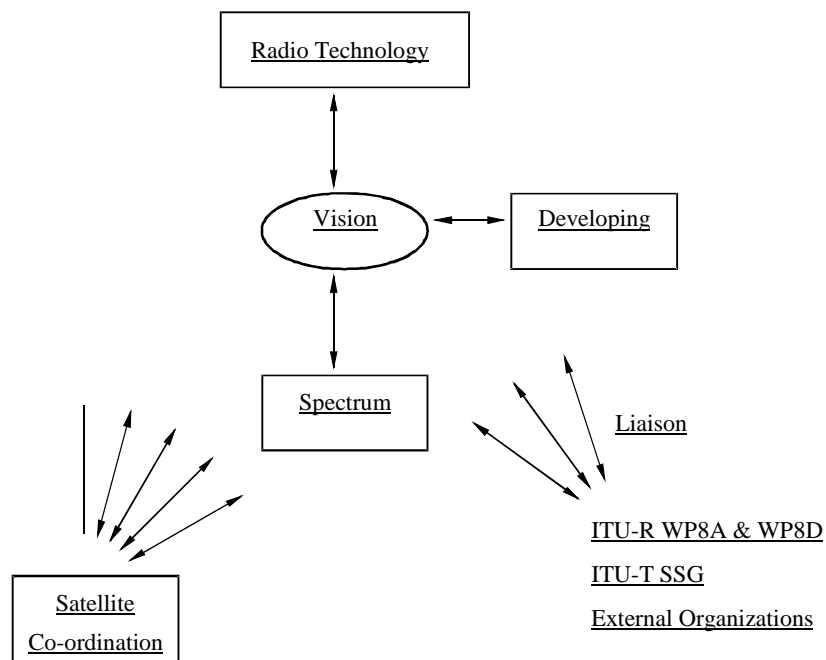 Radio Technology
Vision
Developing
Spectrum
Liaison
ITU-R WP8A & WP8D
ITU-T SSG
External Organizations
Satellite
Co-ordination